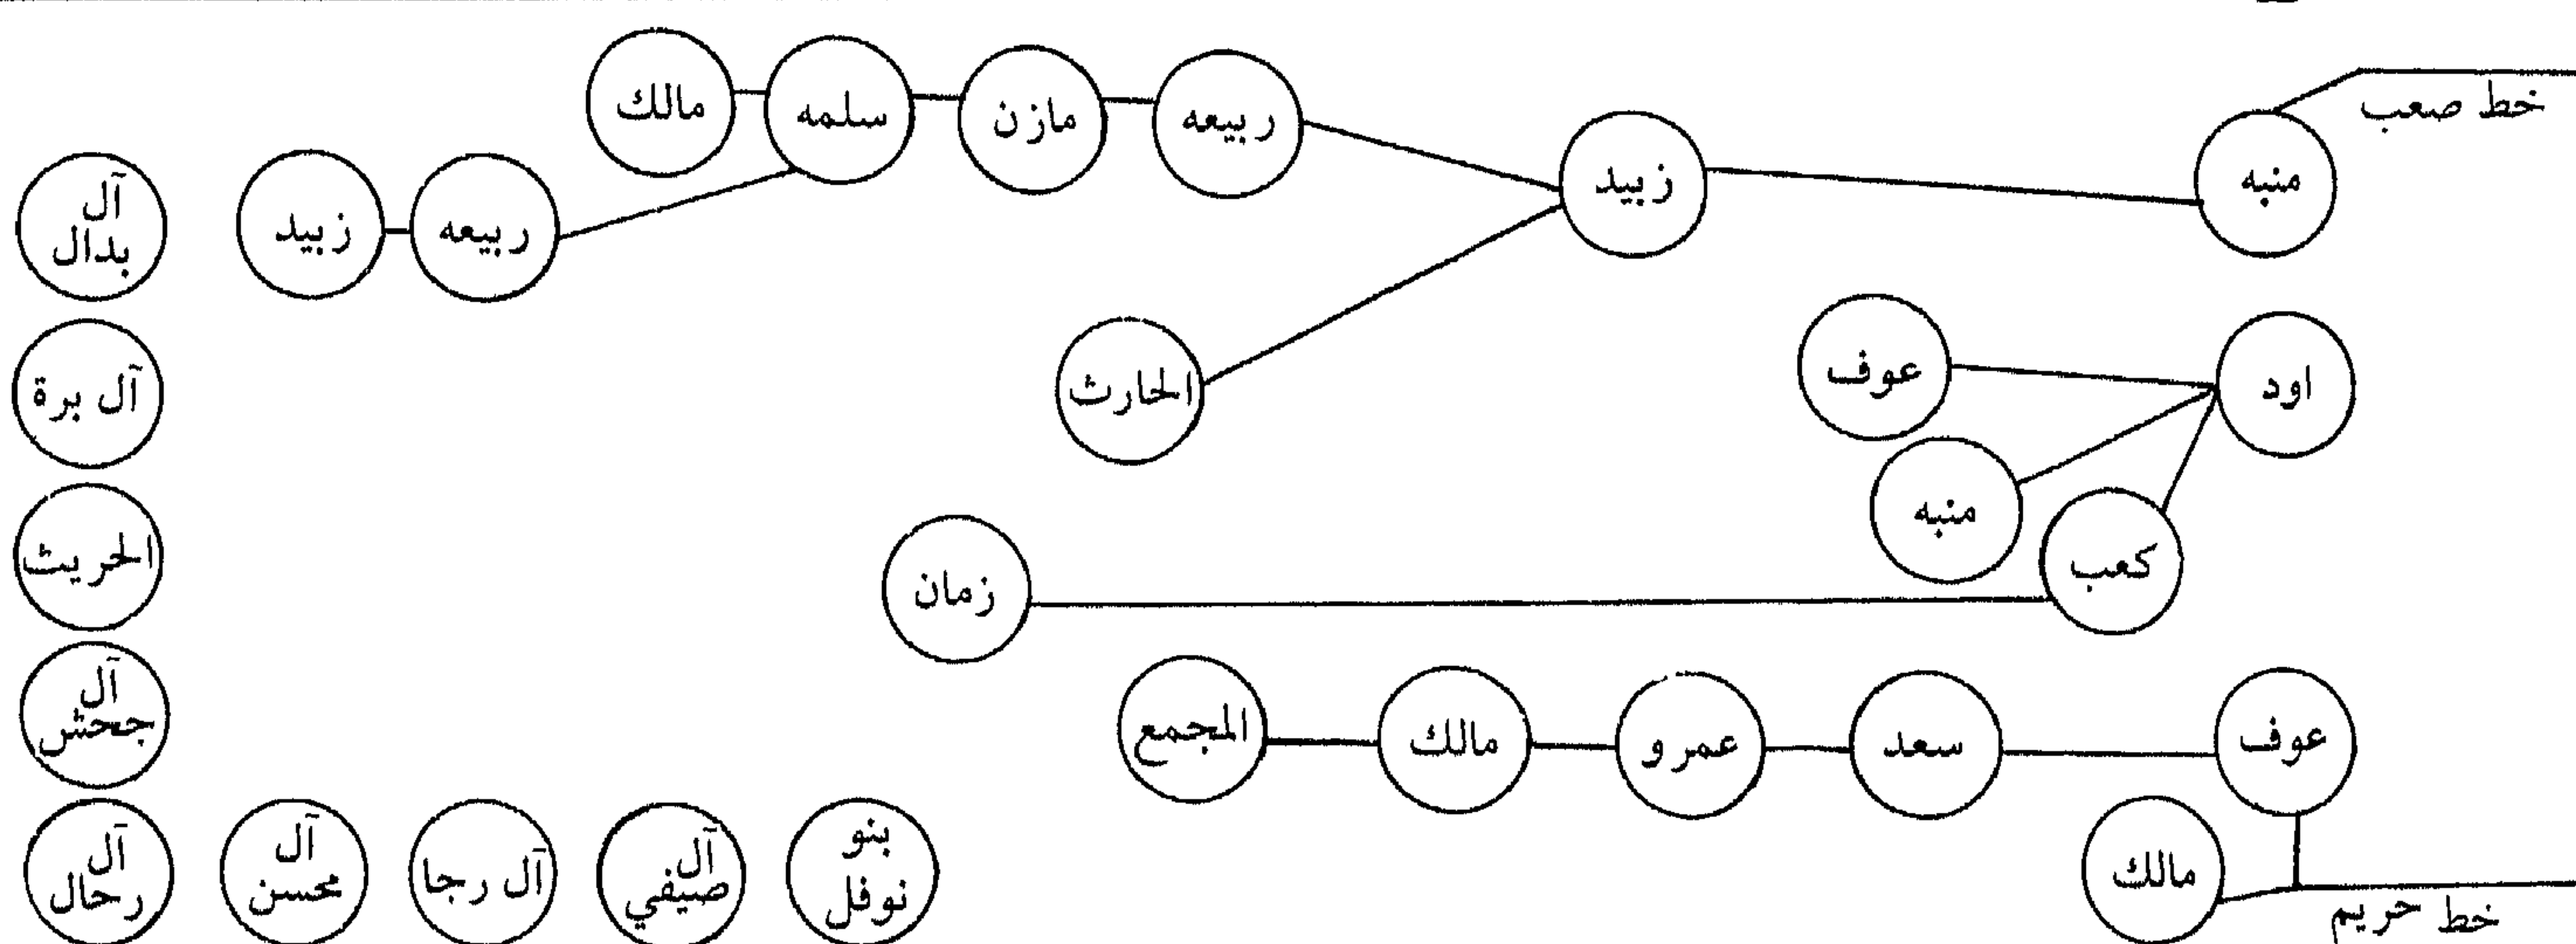 خط صعب
منبه
زبيد
ربيعه
مازن
سلمه
مالك
ربيعه
زبيد
آل
بدال
الحارث
اود
عوف
منبه
كعب
زمان
آل برة
الحريث
آل
جحش
عوف
سعد
عمرو
مالك
المجمع
مالك
خط حريم
بنو
نوفل
آل
صيفي
آل رجا
آل
محسن
آل
رحال